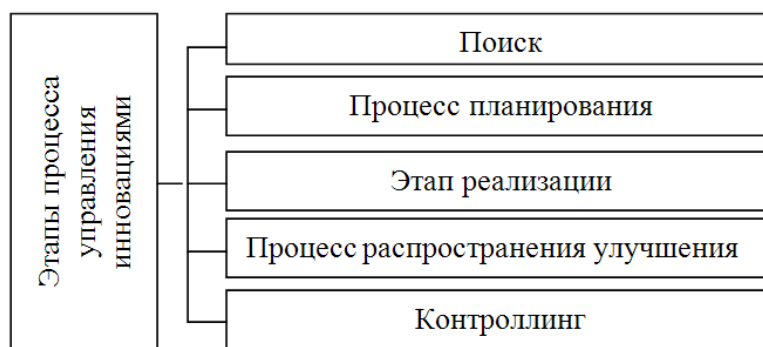 Этапы процесса
управления
инновациями
Поиск
Процесс планирования
Этап реализации
Процесс распространения улучшения
Контроллинг